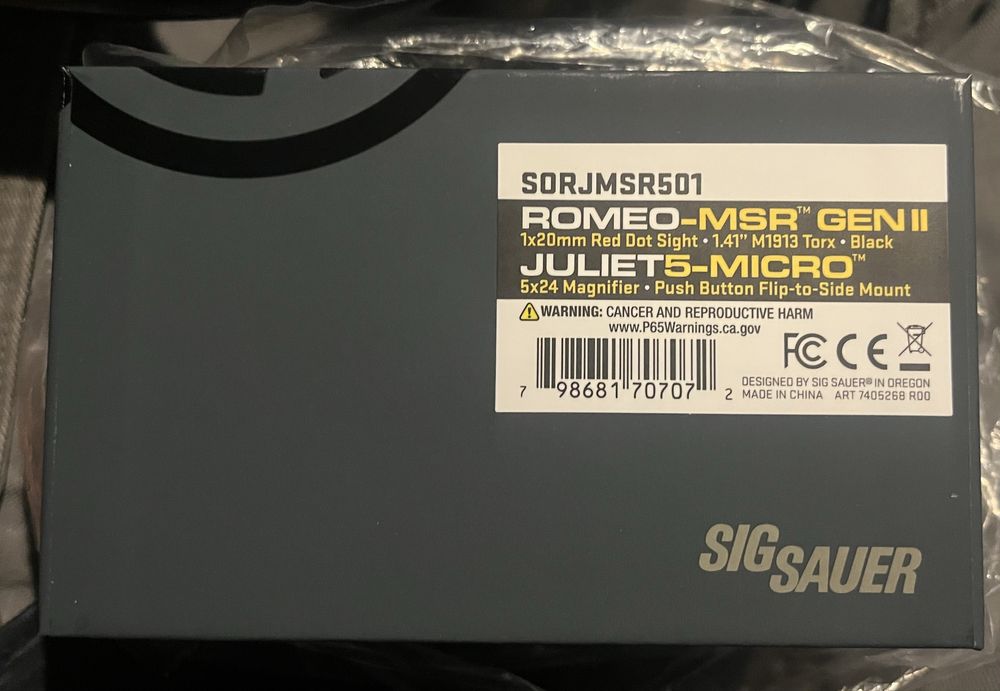 SORJMSR501
ROMEO-MSR™ GEN II
1x20mm Red Dot Sight • 1.41" M1913 Torx • Black
JULIET5-MICRO™
5x24 Magnifier • Push Button Flip-to-Side Mount
WARNING: CANCER AND REPRODUCTIVE HARM
www.P65Warnings.ca.gov
FC CE
7 98681 70707 2
DESIGNED BY SIG SAUER® IN OREGON
MADE IN CHINA ART 7405268 R00
SIG SAUER